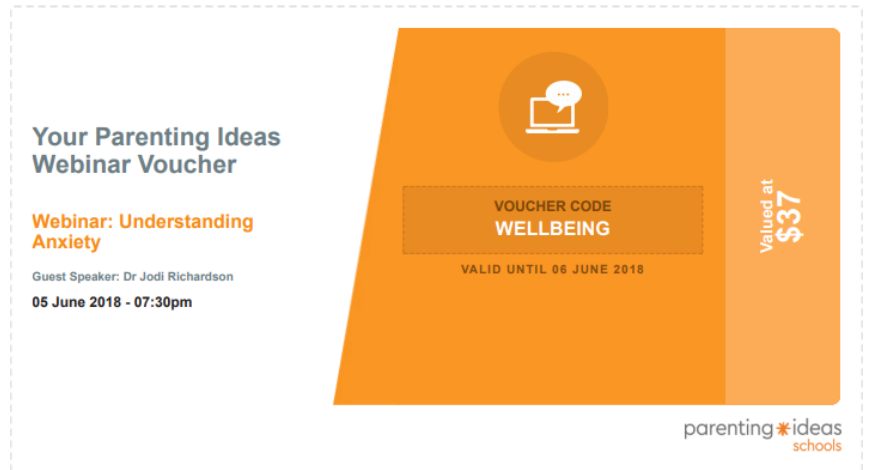 Your Parenting Ideas
Webinar Voucher
Webinar: Understanding
Anxiety
Guest Speaker: Dr Jodi Richardson
05 June 2018 - 07:30pm
VOUCHER CODE
WELLBEING
VALID UNTIL 06 JUNE 2018
Valued at
$37
parenting ideas
schools